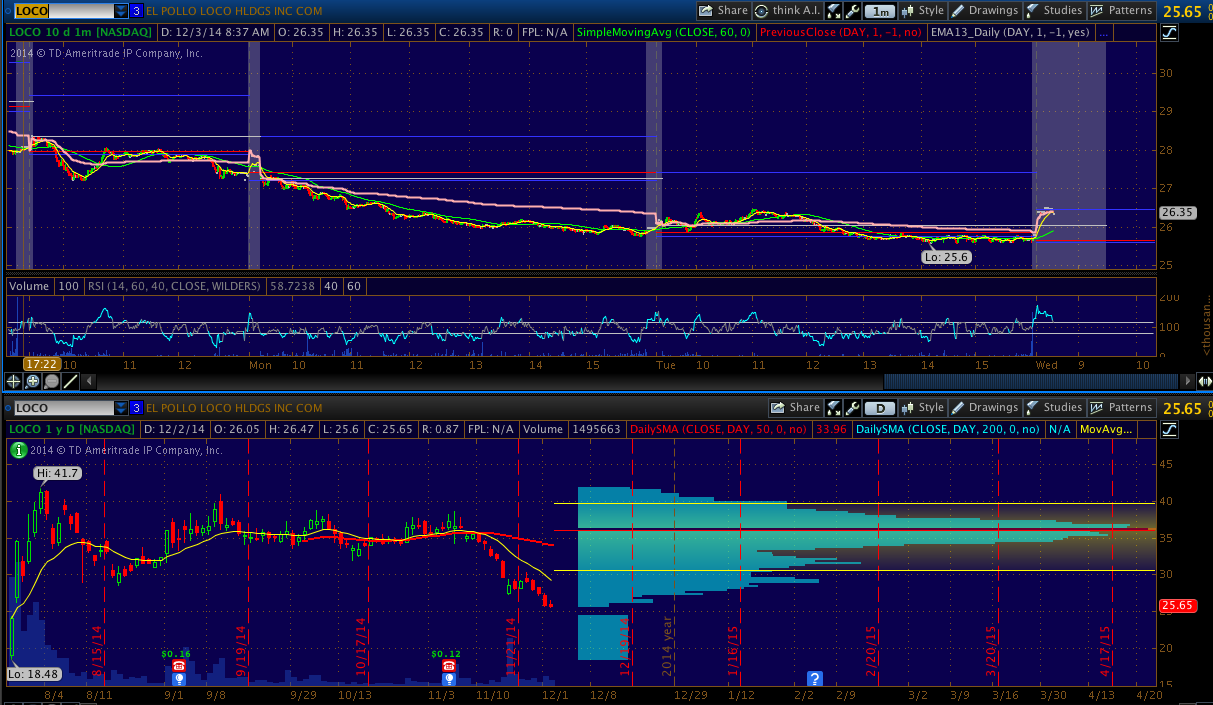 LOCO 3 EL POLLO LOCO HLDGS INC COM Share think A.I. 1m Style Drawings Studies Patterns 25.65
LOCO 10 d 1m [NASDAQ] D: 12/3/14 8:37 AM O: 26.35 H: 26.35 L: 26.35 C: 26.35 R: 0 FPL: N/A SimpleMovingAvg (CLOSE, 60, 0) PreviousClose (DAY, 1, -1, no) EMA13_Daily (DAY, 1, -1, yes) ...
2014 © TD Ameritrade IP Company, Inc.
30
29
28
27
26.35
26
Lo: 25.6
25
Volume 100 RSI (14, 60, 40, CLOSE, WILDERS) 58.7238 40 60
200
100
0
<thousan...
17:22 10 11 12 Mon 10 11 12 13 14 15 Tue 10 11 12 13 14 15 Wed 9 10
LOCO 3 EL POLLO LOCO HLDGS INC COM Share D Style Drawings Studies Patterns 25.65
LOCO 1 y D [NASDAQ] D: 12/2/14 O: 26.05 H: 26.47 L: 25.6 C: 25.65 R: 0.87 FPL: N/A Volume 1495663 DailySMA (CLOSE, DAY, 50, 0, no) 33.96 DailySMA (CLOSE, DAY, 200, 0, no) N/A MovAvg...
2014 © TD Ameritrade IP Company, Inc.
Hi: 41.7
45
40
35
30
25.65
20
15
8/15/14 9/19/14 10/17/14 11/21/14 12/19/14 2014 year 1/16/15 2/20/15 3/20/15 4/17/15
$0.16 $0.12
Lo: 18.48
8/4 8/11 9/1 9/8 9/29 10/13 11/3 11/10 12/1 12/8 12/29 1/12 2/2 2/9 3/2 3/9 3/16 3/30 4/13 4/20